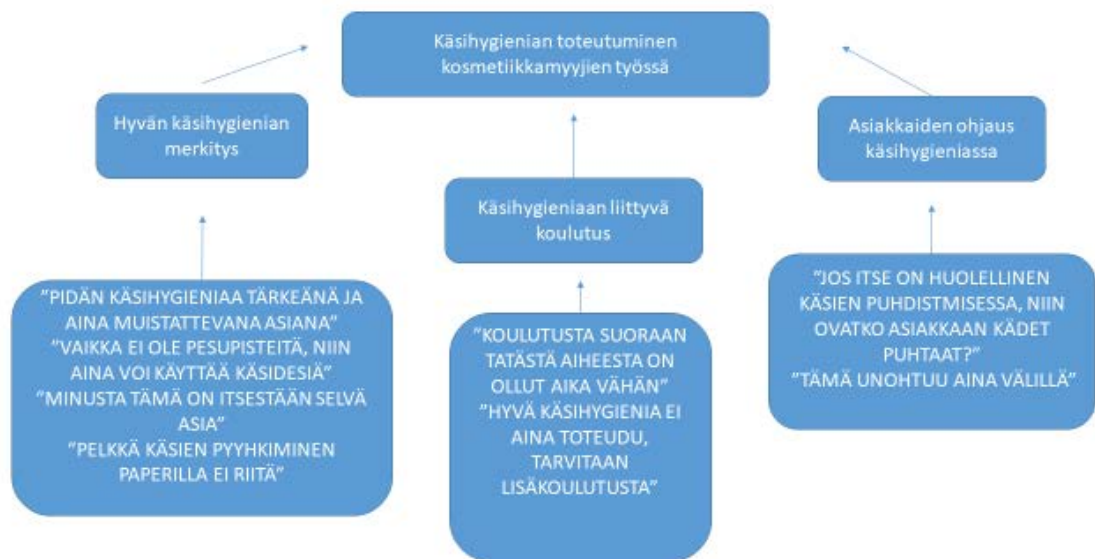 Käsihygienian toteutuminen
kosmetiikkamyyjien työssä
Hyvän käsihygienian
merkitys
Asiakkaiden ohjaus
käsihygieniassa
Käsihygieniaan liittyvä
koulutus
"PIDÄN KÄSIHYGIENIAA TÄRKEÄNÄ JA
AINA MUISTATTEVANA ASIANA"
"VAIKKA EI OLE PESUPISTEITÄ, NIIN
AINA VOI KÄYTTÄÄ KÄSIDESIÄ"
"MINUSTA TÄMÄ ON ITSESTÄÄN SELVÄ
ASIA"
"PELKKÄ KÄSIEN PYYHKIMINEN
PAPERILLA EI RIITÄ"
"KOULUTUSTA SUORAAN
TATÄSTÄ AIHEESTA ON
OLLUT AIKA VÄHÄN"
"HYVÄ KÄSIHYGIENIA EI
AINA TOTEUDU,
TARVITAAN
LISÄKOULUTUSTA"
"JOS ITSE ON HUOLELLINEN
KÄSIEN PUHDISTMISESSA, NIIN
OVATKO ASIAKKAAN KÄDET
PUHTAAT?"
"TÄMÄ UNOHTUU AINA VÄLILLÄ"